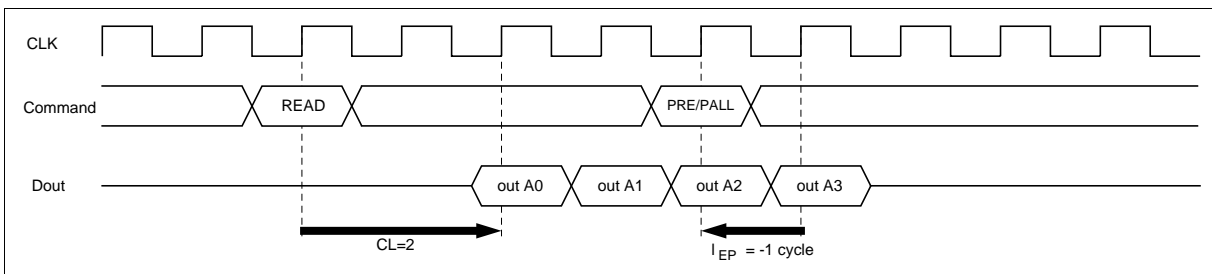 CLK
Command
READ
PRE/PALL
Dout
out A0
out A1
out A2
out A3
CL=2
l EP = -1 cycle